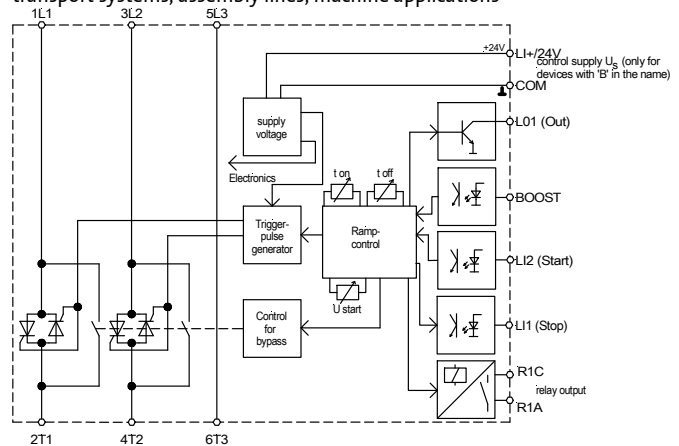 transport systems, assembly lines, machine applications
1L1 3L2 5L3
+24V
LI+/24V
control supply US (only for
devices with 'B' in the name)
COM
supply
voltage
L01 (Out)
Electronics
t on
t off
BOOST
Trigger-
pulse
generator
Ramp-
control
LI2 (Start)
U start
Control
for
bypass
LI1 (Stop)
R1C
relay output
R1A
2T1 4T2 6T3